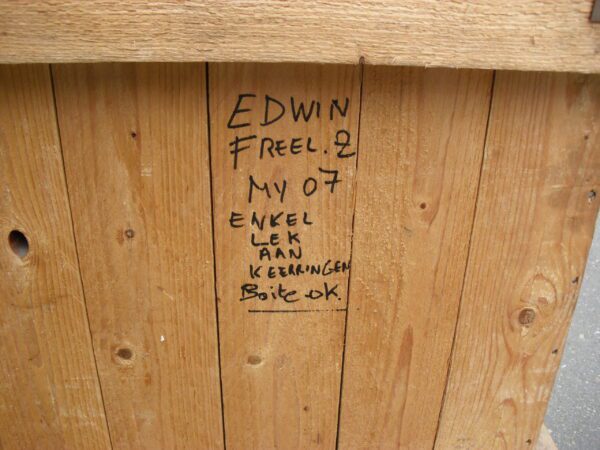 EDWIN
FREEL. 2
MY 07
ENKEL
LEK
AAN
KEERRINGEN
Boite OK.